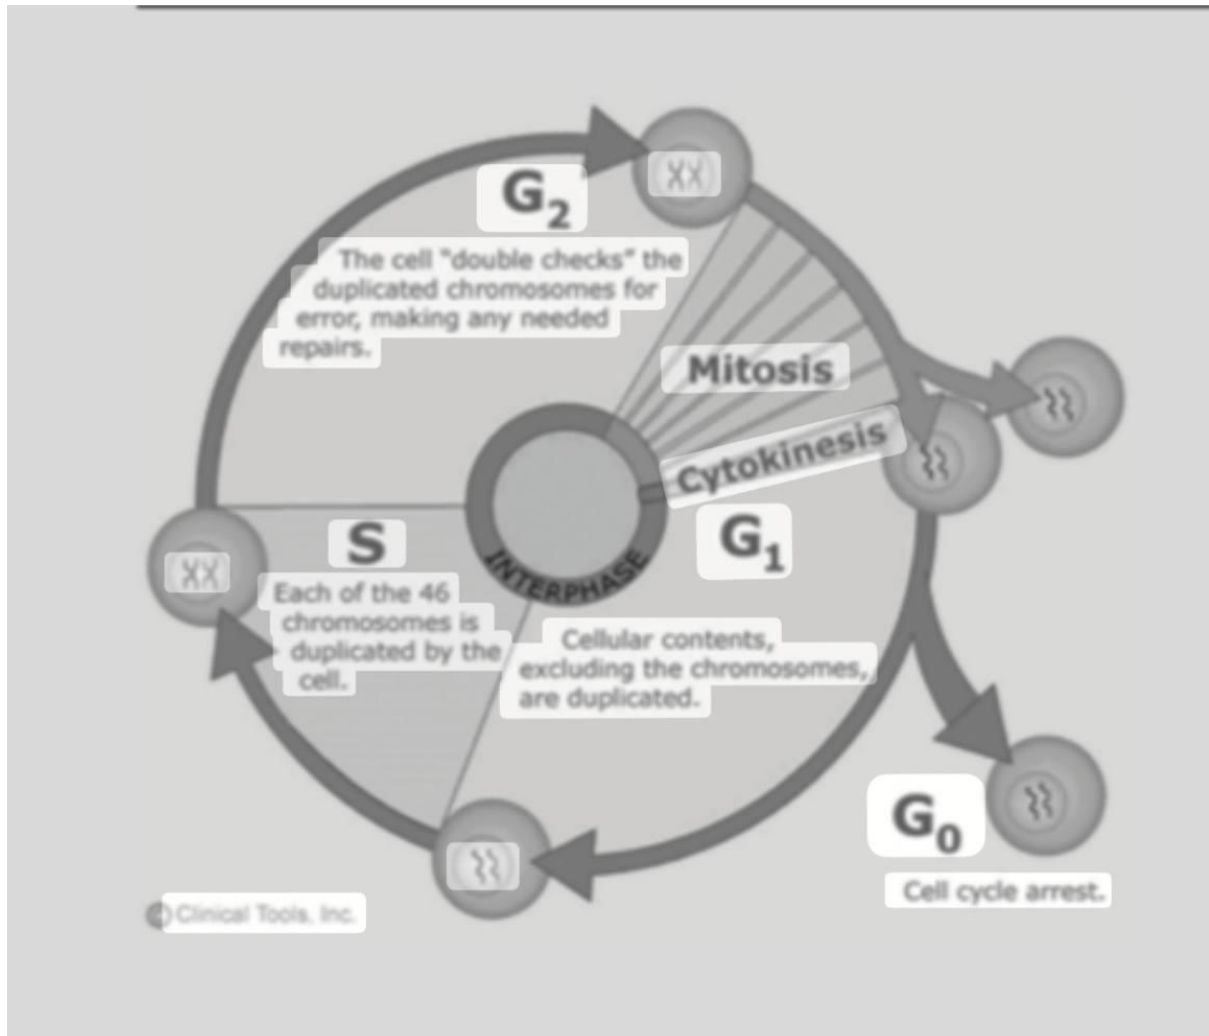 G2
The cell “double checks” the
duplicated chromosomes for
error, making any needed
repairs.
Mitosis
Cytokinesis
S
Each of the 46
chromosomes is
duplicated by the
cell.
INTERPHASE
G1
Cellular contents,
excluding the chromosomes,
are duplicated.
G0
Cell cycle arrest.
© Clinical Tools, Inc.